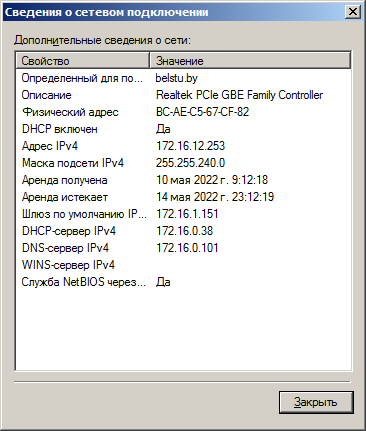 Сведения о сетевом подключении
Дополнительные сведения о сети:
Свойство Значение
Определенный для по... belstu.by
Описание Realtek PCIe GBE Family Controller
Физический адрес BC-AE-C5-67-CF-82
DHCP включен Да
Адрес IPv4 172.16.12.253
Маска подсети IPv4 255.255.240.0
Аренда получена 10 мая 2022 г. 9:12:18
Аренда истекает 14 мая 2022 г. 23:12:19
Шлюз по умолчанию IP... 172.16.1.151
DHCP-сервер IPv4 172.16.0.38
DNS-сервер IPv4 172.16.0.101
WINS-сервер IPv4
Служба NetBIOS через... Да
Закрыть